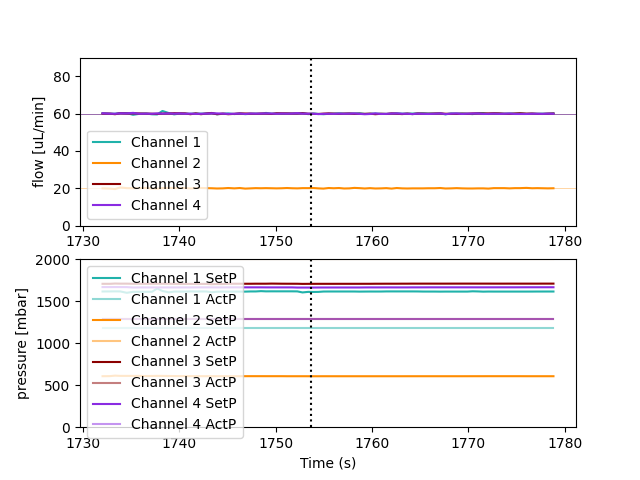 flow [uL/min]
80
60
40
20
0
Channel 1
Channel 2
Channel 3
Channel 4
1730 1740 1750 1760 1770 1780
pressure [mbar]
2000
1500
1000
500
0
Channel 1 SetP
Channel 1 ActP
Channel 2 SetP
Channel 2 ActP
Channel 3 SetP
Channel 3 ActP
Channel 4 SetP
Channel 4 ActP
1730 1740 1750 1760 1770 1780
Time (s)